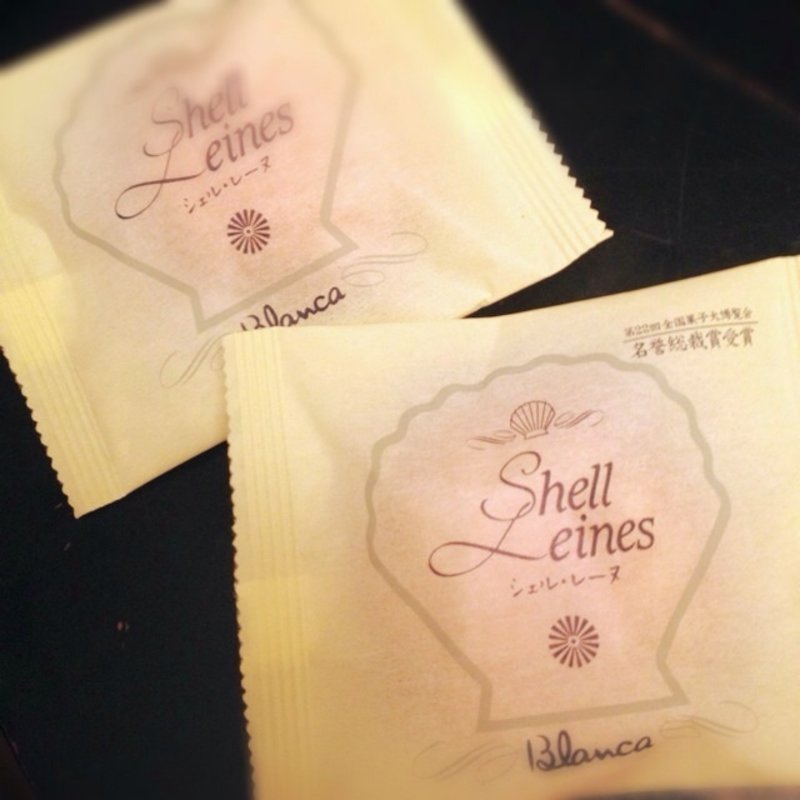 Shell
Leines
シェル・レーヌ
Blanca
第22回全国菓子大博覧会
名誉総裁賞受賞
Shell
Leines
シェル・レーヌ
Blanca